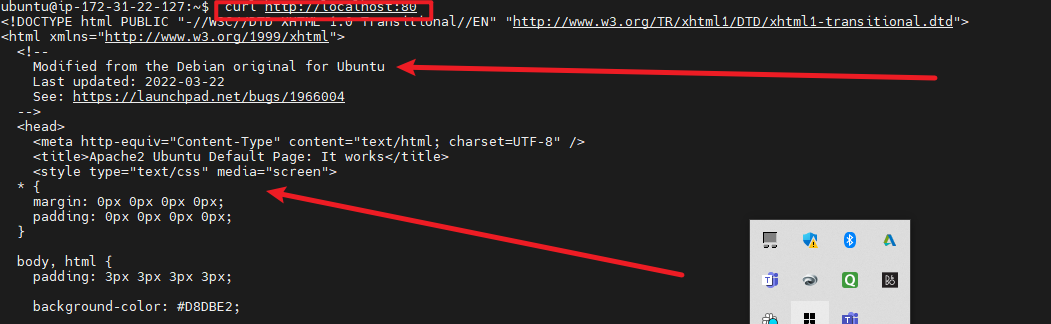 ubuntu@ip-172-31-22-127:~$ curl http://localhost:80
<!DOCTYPE html PUBLIC "-//W3C//DTD XHTML 1.0 Transitional//EN" "http://www.w3.org/TR/xhtml1/DTD/xhtml1-transitional.dtd">
<html xmlns="http://www.w3.org/1999/xhtml">
  <!--
    Modified from the Debian original for Ubuntu
    Last updated: 2022-03-22
    See: https://launchpad.net/bugs/1966004
  -->
  <head>
    <meta http-equiv="Content-Type" content="text/html; charset=UTF-8" />
    <title>Apache2 Ubuntu Default Page: It works</title>
    <style type="text/css" media="screen">
  * {
    margin: 0px 0px 0px 0px;
    padding: 0px 0px 0px 0px;
  }
  body, html {
    padding: 3px 3px 3px 3px;
    background-color: #D8DBE2;